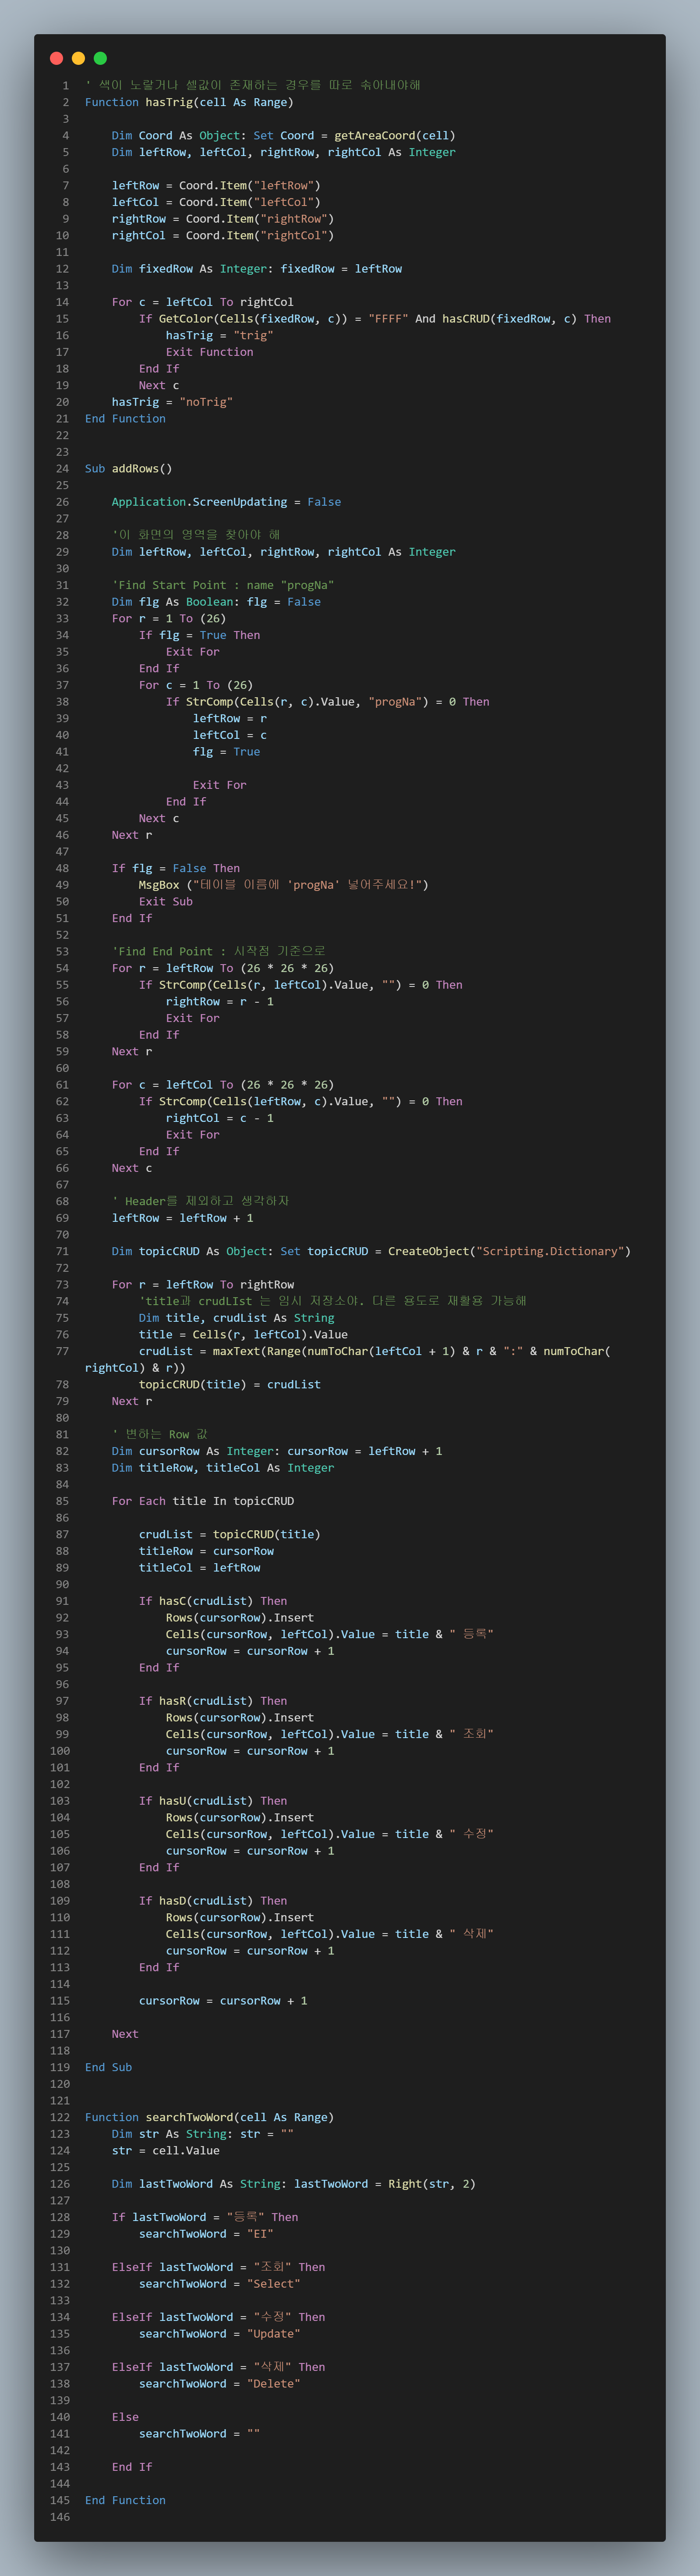 1 ' 색이 노랗거나 셀값이 존재하는 경우를 따로 솎아내야해
2 Function hasTrig(cell As Range)
3
4 Dim Coord As Object: Set Coord = getAreaCoord(cell)
5 Dim leftRow, leftCol, rightRow, rightCol As Integer
6
7 leftRow = Coord.Item("leftRow")
8 leftCol = Coord.Item("leftCol")
9 rightRow = Coord.Item("rightRow")
10 rightCol = Coord.Item("rightCol")
11
12 Dim fixedRow As Integer: fixedRow = leftRow
13
14 For c = leftCol To rightCol
15 If GetColor(Cells(fixedRow, c)) = "FFFF" And hasCRUD(fixedRow, c) Then
16 hasTrig = "trig"
17 Exit Function
18 End If
19 Next c
20 hasTrig = "noTrig"
21 End Function
22
23
24 Sub addRows()
25
26 Application.ScreenUpdating = False
27
28 '이 화면의 영역을 찾아야 해
29 Dim leftRow, leftCol, rightRow, rightCol As Integer
30
31 'Find Start Point : name "progNa"
32 Dim flg As Boolean: flg = False
33 For r = 1 To (26)
34 If flg = True Then
35 Exit For
36 End If
37 For c = 1 To (26)
38 If StrComp(Cells(r, c).Value, "progNa") = 0 Then
39 leftRow = r
40 leftCol = c
41 flg = True
42
43 Exit For
44 End If
45 Next c
46 Next r
47
48 If flg = False Then
49 MsgBox ("테이블 이름에 'progNa' 넣어주세요!")
50 Exit Sub
51 End If
52
53 'Find End Point : 시작점 기준으로
54 For r = leftRow To (26 * 26 * 26)
55 If StrComp(Cells(r, leftCol).Value, "") = 0 Then
56 rightRow = r - 1
57 Exit For
58 End If
59 Next r
60
61 For c = leftCol To (26 * 26 * 26)
62 If StrComp(Cells(leftRow, c).Value, "") = 0 Then
63 rightCol = c - 1
64 Exit For
65 End If
66 Next c
67
68 ' Header를 제외하고 생각하자
69 leftRow = leftRow + 1
70
71 Dim topicCRUD As Object: Set topicCRUD = CreateObject("Scripting.Dictionary")
72
73 For r = leftRow To rightRow
74 'title과 crudLIst 는 임시 저장소야. 다른 용도로 재활용 가능해
75 Dim title, crudList As String
76 title = Cells(r, leftCol).Value
77 crudList = maxText(Range(numToChar(leftCol + 1) & r & ":" & numToChar(
rightCol) & r))
78 topicCRUD(title) = crudList
79 Next r
80
81 ' 변하는 Row 값
82 Dim cursorRow As Integer: cursorRow = leftRow + 1
83 Dim titleRow, titleCol As Integer
84
85 For Each title In topicCRUD
86
87 crudList = topicCRUD(title)
88 titleRow = cursorRow
89 titleCol = leftRow
90
91 If hasC(crudList) Then
92 Rows(cursorRow).Insert
93 Cells(cursorRow, leftCol).Value = title & " 등록"
94 cursorRow = cursorRow + 1
95 End If
96
97 If hasR(crudList) Then
98 Rows(cursorRow).Insert
99 Cells(cursorRow, leftCol).Value = title & " 조회"
100 cursorRow = cursorRow + 1
101 End If
102
103 If hasU(crudList) Then
104 Rows(cursorRow).Insert
105 Cells(cursorRow, leftCol).Value = title & " 수정"
106 cursorRow = cursorRow + 1
107 End If
108
109 If hasD(crudList) Then
110 Rows(cursorRow).Insert
111 Cells(cursorRow, leftCol).Value = title & " 삭제"
112 cursorRow = cursorRow + 1
113 End If
114
115 cursorRow = cursorRow + 1
116
117 Next
118
119 End Sub
120
121
122 Function searchTwoWord(cell As Range)
123 Dim str As String: str = ""
124 str = cell.Value
125
126 Dim lastTwoWord As String: lastTwoWord = Right(str, 2)
127
128 If lastTwoWord = "등록" Then
129 searchTwoWord = "EI"
130
131 ElseIf lastTwoWord = "조회" Then
132 searchTwoWord = "Select"
133
134 ElseIf lastTwoWord = "수정" Then
135 searchTwoWord = "Update"
136
137 ElseIf lastTwoWord = "삭제" Then
138 searchTwoWord = "Delete"
139
140 Else
141 searchTwoWord = ""
142
143 End If
144
145 End Function
146